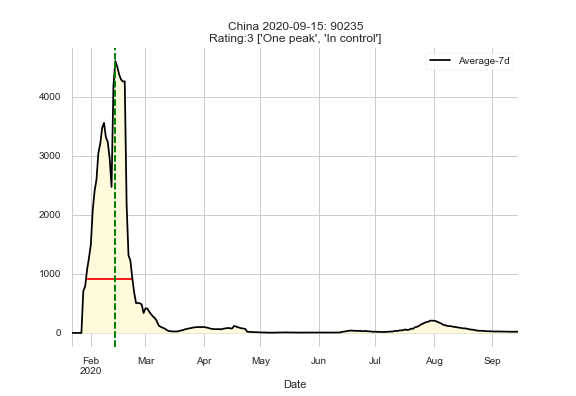 China 2020-09-15: 90235
Rating:3 ['One peak', 'In control']
Average-7d
4000
3000
2000
1000
0
Feb Mar Apr May Jun Jul Aug Sep
2020
Date